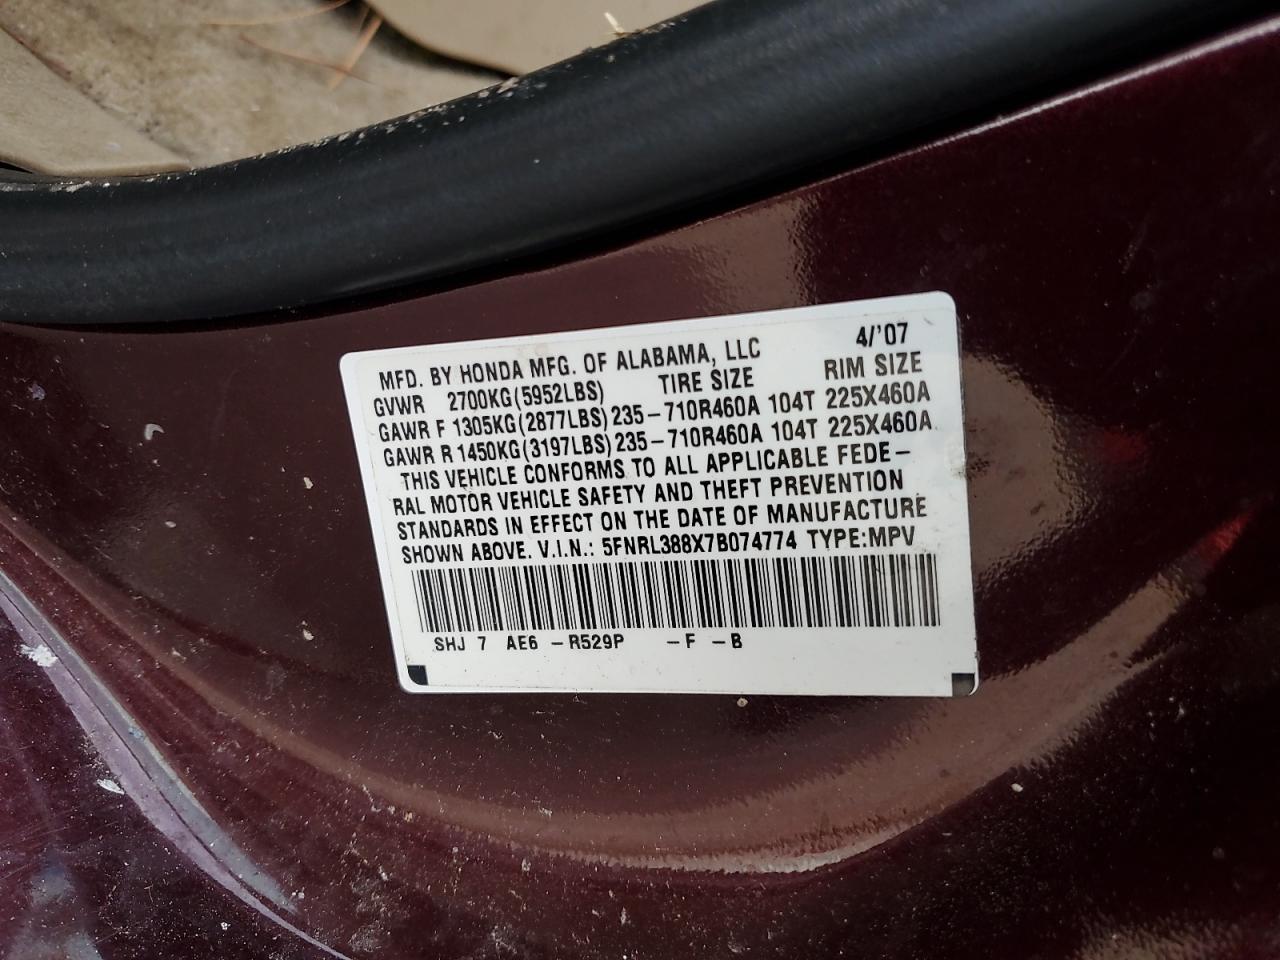 MFD. BY HONDA MFG. OF ALABAMA, LLC 4/'07
GVWR 2700KG(5952LBS) TIRE SIZE RIM SIZE
GAWR F 1305KG(2877LBS) 235-710R460A 104T 225X460A
GAWR R 1450KG(3197LBS) 235-710R460A 104T 225X460A
THIS VEHICLE CONFORMS TO ALL APPLICABLE FEDE-
RAL MOTOR VEHICLE SAFETY AND THEFT PREVENTION
STANDARDS IN EFFECT ON THE DATE OF MANUFACTURE
SHOWN ABOVE. V.I.N.: 5FNRL388X7B074774 TYPE:MPV
SHJ 7 AE6 -R529P -F -B